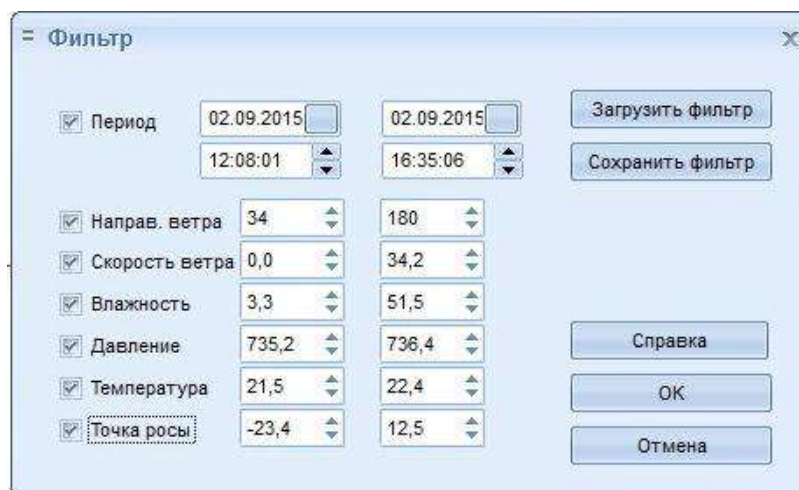 = Фильтр X
Период 02.09.2015 02.09.2015 Загрузить фильтр
12:08:01 16:35:06 Сохранить фильтр
Направ. ветра 34 180
Скорость ветра 0,0 34,2
Влажность 3,3 51,5
Давление 735,2 736,4 Справка
Температура 21,5 22,4 OK
Точка росы -23,4 12,5 Отмена